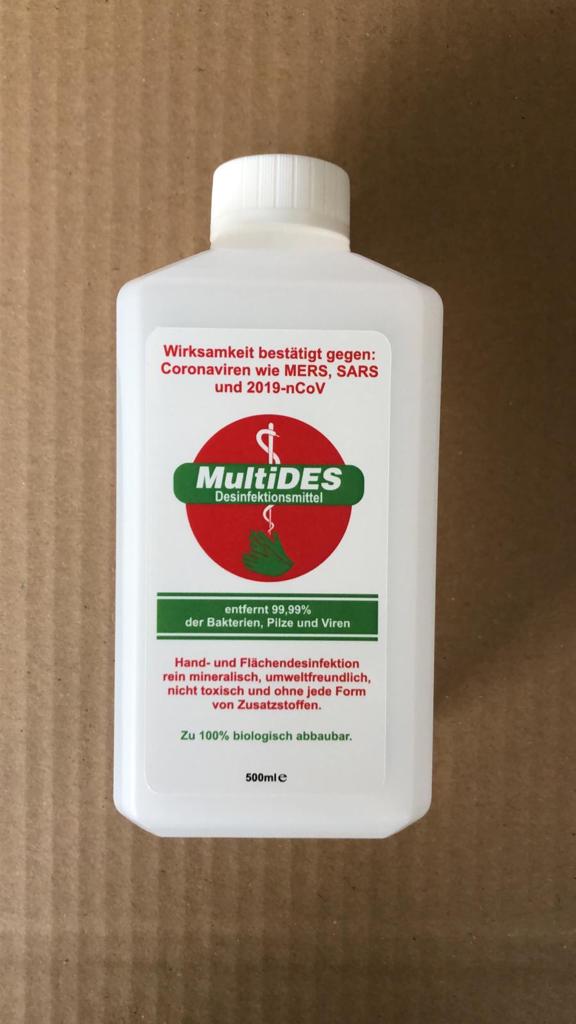 Wirksamkeit bestätigt gegen:
Coronaviren wie MERS, SARS
und 2019-nCoV
MultiDES
Desinfektionsmittel
entfernt 99,99%
der Bakterien, Pilze und Viren
Hand- und Flächendesinfektion
rein mineralisch, umweltfreundlich,
nicht toxisch und ohne jede Form
von Zusatzstoffen.
Zu 100% biologisch abbaubar.
500ml℮